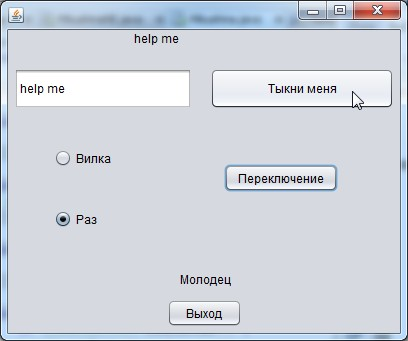 help me
help me
Тыкни меня
Вилка
Переключение
Раз
Молодец
Выход